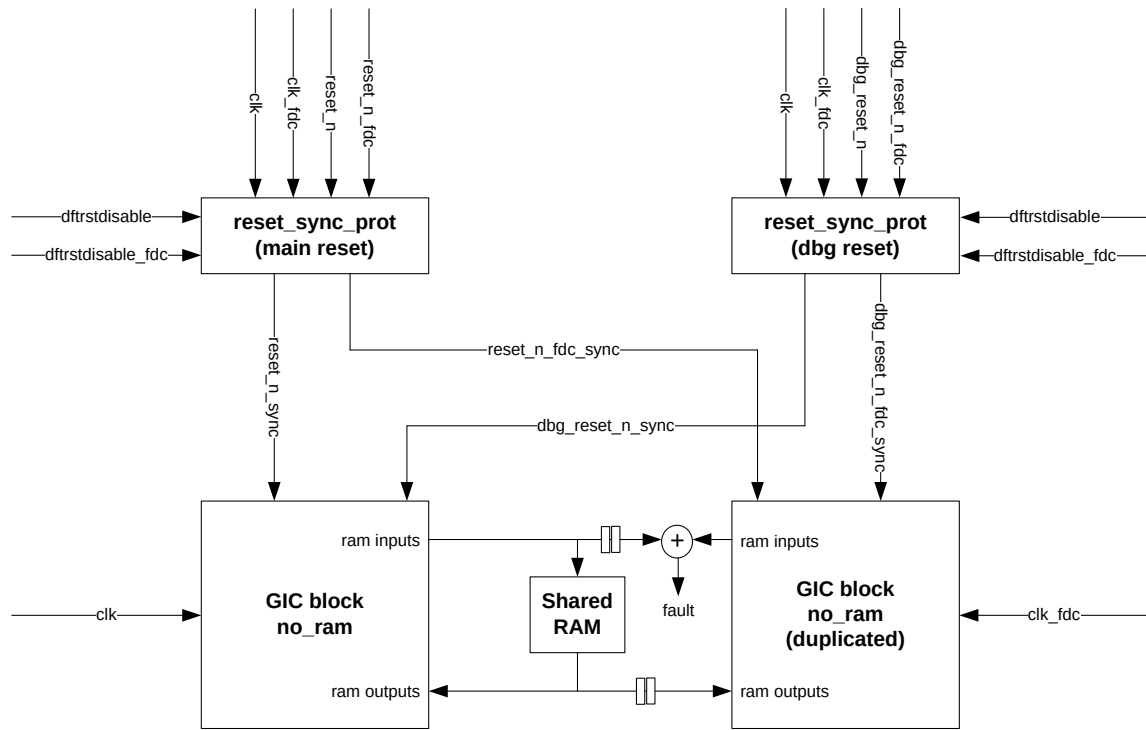 clk
clk_fdc
reset_n
reset_n_fdc
clk
clk_fdc
dbg_reset_n
dbg_reset_n_fdc
dftrstdisable
dftrstdisable_fdc
reset_sync_prot
(main reset)
reset_sync_prot
(dbg reset)
dftrstdisable
dftrstdisable_fdc
reset_n_sync
reset_n_fdc_sync
dbg_reset_n_sync
dbg_reset_n_fdc_sync
ram inputs
+
ram inputs
GIC block
no_ram
clk
Shared
RAM
fault
GIC block
no_ram
(duplicated)
clk_fdc
ram outputs
ram outputs